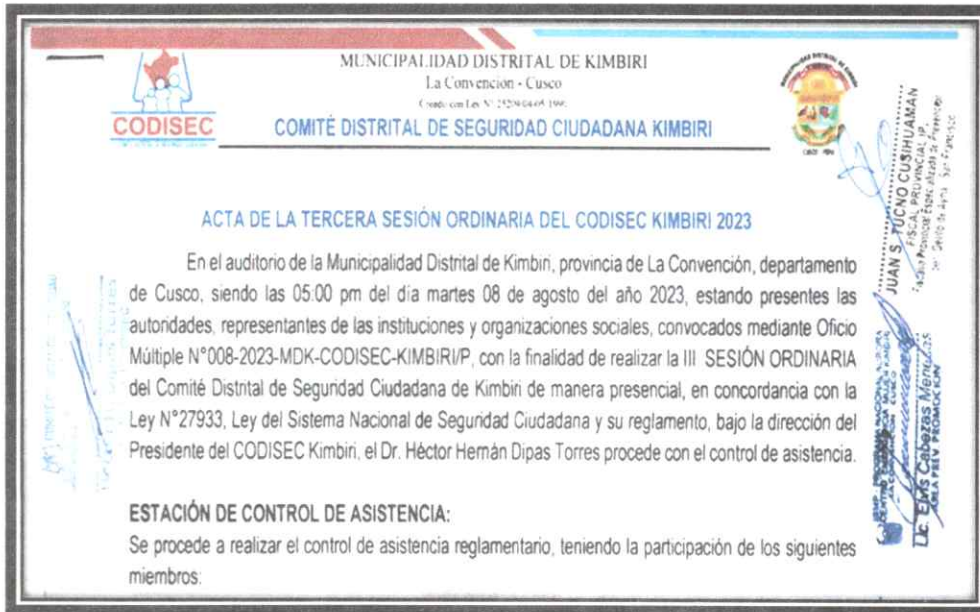 MUNICIPALIDAD DISTRITAL DE KIMBIRI
La Convención - Cusco
CODISEC
COMITÉ DISTRITAL DE SEGURIDAD CIUDADANA KIMBIRI
ACTA DE LA TERCERA SESIÓN ORDINARIA DEL CODISEC KIMBIRI 2023
En el auditorio de la Municipalidad Distrital de Kimbiri, provincia de La Convención, departamento
de Cusco, siendo las 05:00 pm del día martes 08 de agosto del año 2023, estando presentes las
autoridades, representantes de las instituciones y organizaciones sociales, convocados mediante Oficio
Múltiple N°008-2023-MDK-CODISEC-KIMBIRI/P, con la finalidad de realizar la III SESIÓN ORDINARIA
del Comité Distrital de Seguridad Ciudadana de Kimbiri de manera presencial, en concordancia con la
Ley N°27933, Ley del Sistema Nacional de Seguridad Ciudadana y su reglamento, bajo la dirección del
Presidente del CODISEC Kimbiri, el Dr. Héctor Hernán Dipas Torres procede con el control de asistencia.
ESTACIÓN DE CONTROL DE ASISTENCIA:
Se procede a realizar el control de asistencia reglamentario, teniendo la participación de los siguientes
miembros:
JUAN S. TUCNO CUSIHUAMAN
FISCAL PROVINCIAL (P)
Lic. Elvis Cabezas Mendoza
AREA PREV PROMOCION